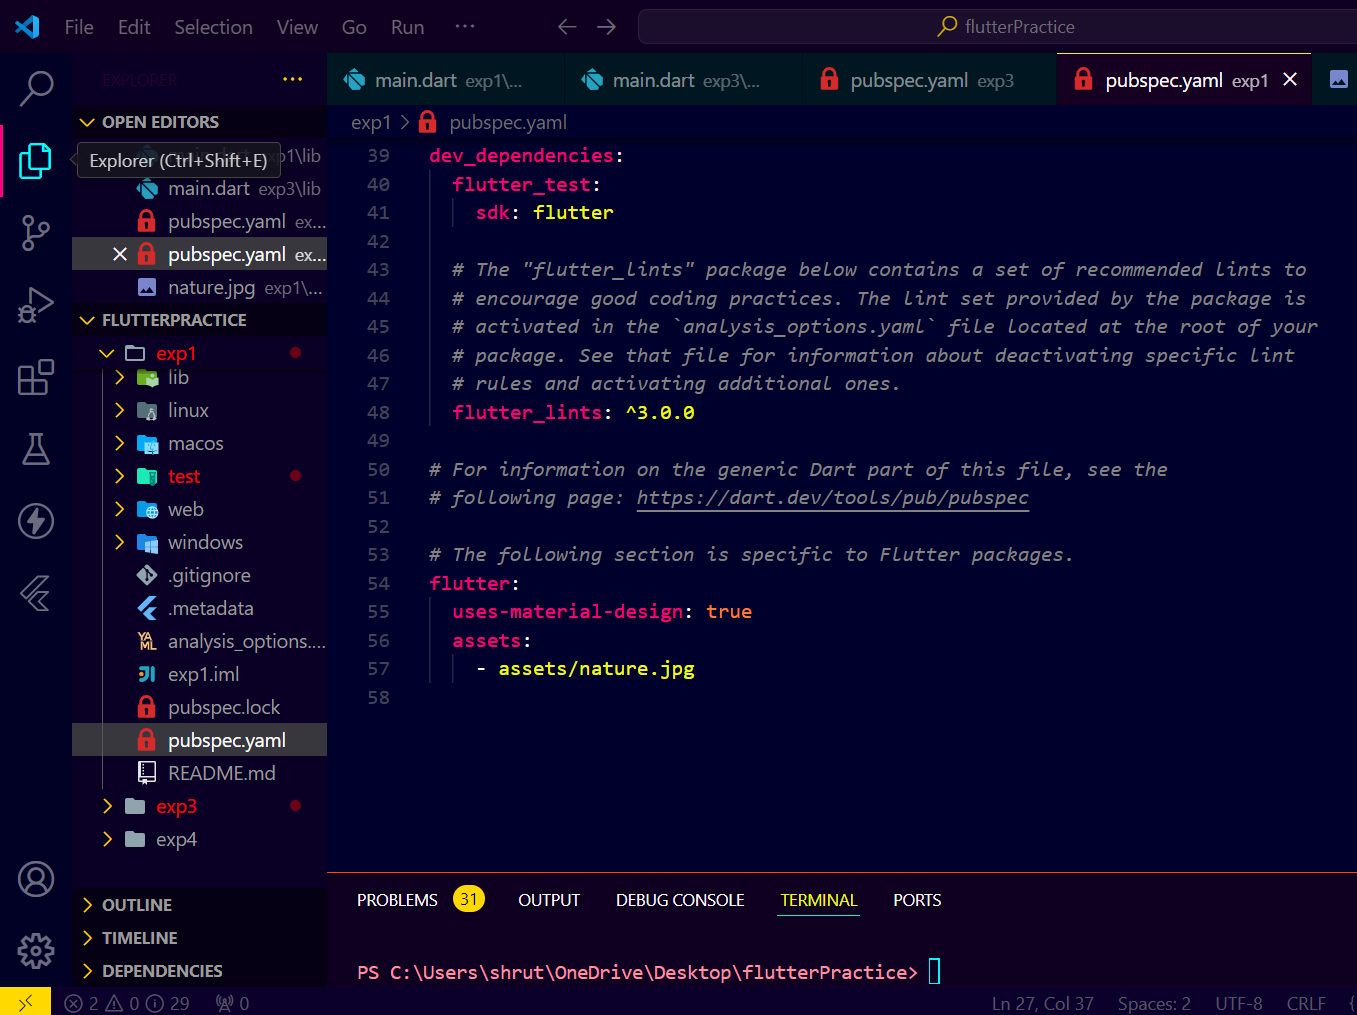 File Edit Selection View Go Run ··· flutterPractice
EXPLORER ···
main.dart exp1\... main.dart exp3\... pubspec.yaml exp3 pubspec.yaml exp1
OPEN EDITORS
exp1 > pubspec.yaml
Explorer (Ctrl+Shift+E)
p1\lib
main.dart exp3\lib
pubspec.yaml ex...
pubspec.yaml ex...
nature.jpg exp1\...
FLUTTERPRACTICE
exp1
lib
linux
macos
test
web
windows
.gitignore
.metadata
analysis_options....
exp1.iml
pubspec.lock
pubspec.yaml
README.md
exp3
exp4
OUTLINE
TIMELINE
DEPENDENCIES
39 dev_dependencies:
40 flutter_test:
41 sdk: flutter
42
43 # The "flutter_lints" package below contains a set of recommended lints to
44 # encourage good coding practices. The lint set provided by the package is
45 # activated in the `analysis_options.yaml` file located at the root of your
46 # package. See that file for information about deactivating specific lint
47 # rules and activating additional ones.
48 flutter_lints: ^3.0.0
49
50 # For information on the generic Dart part of this file, see the
51 # following page: https://dart.dev/tools/pub/pubspec
52
53 # The following section is specific to Flutter packages.
54 flutter:
55 uses-material-design: true
56 assets:
57 - assets/nature.jpg
58
PROBLEMS 31 OUTPUT DEBUG CONSOLE TERMINAL PORTS
PS C:\Users\shrut\OneDrive\Desktop\flutterPractice>
2 0 29 0 Ln 27, Col 37 Spaces: 2 UTF-8 CRLF {